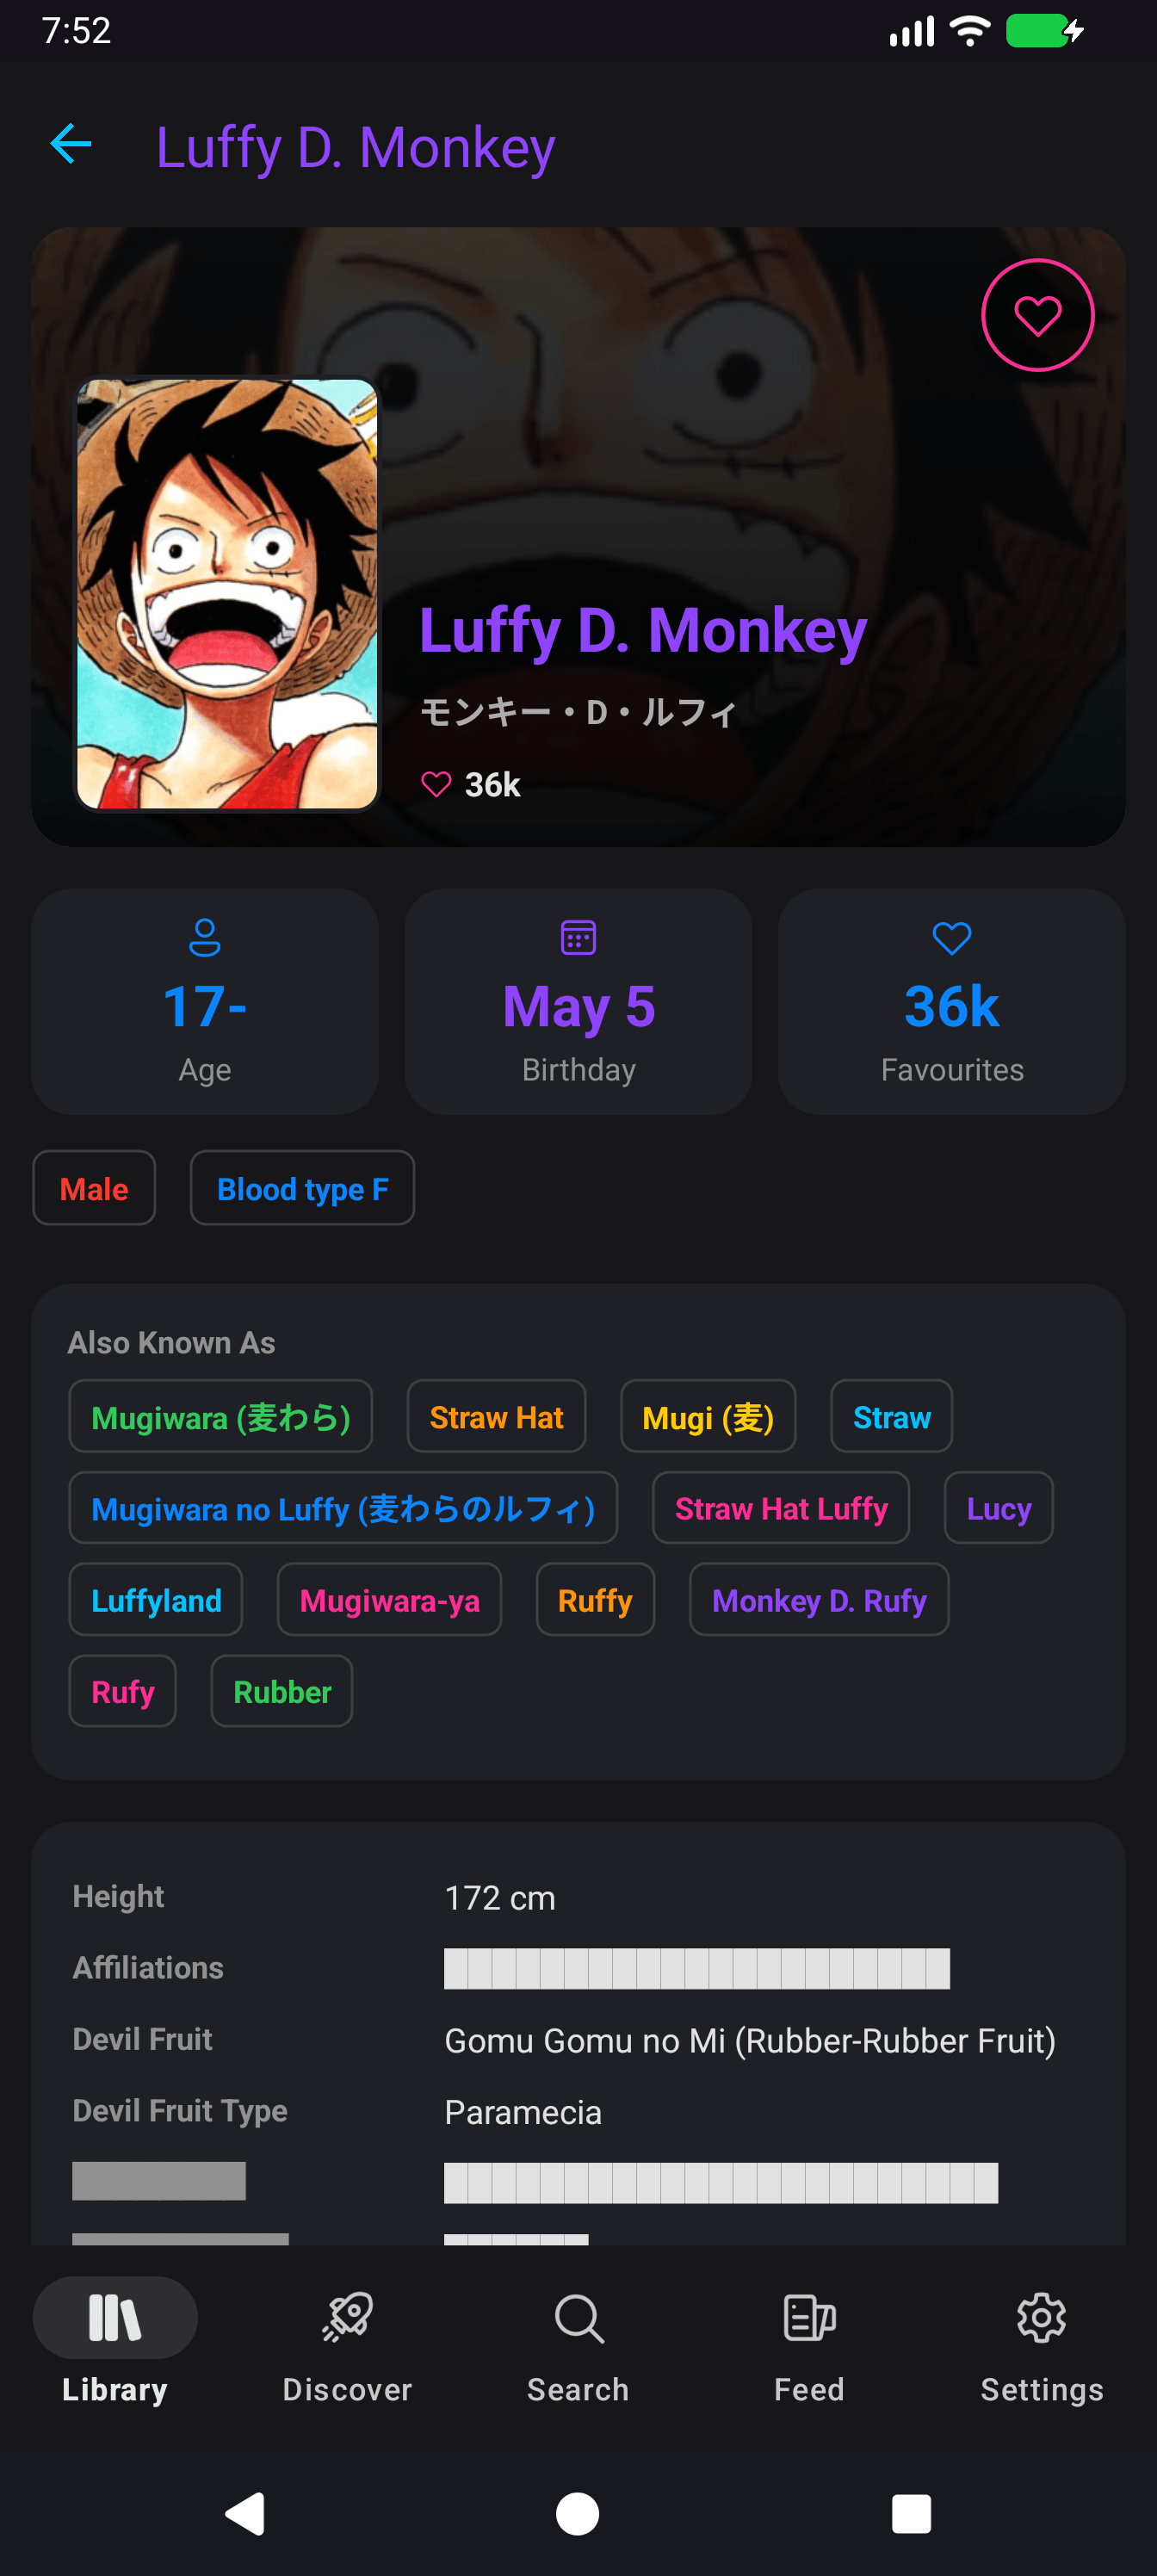 7:52
Luffy D. Monkey
Luffy D. Monkey
モンキー・D・ルフィ
36k
17-
May 5
36k
Age
Birthday
Favourites
Male
Blood type F
Also Known As
Mugiwara (麦わら)
Straw Hat
Mugi (麦)
Straw
Mugiwara no Luffy (麦わらのルフィ)
Straw Hat Luffy
Lucy
Luffyland
Mugiwara-ya
Ruffy
Monkey D. Rufy
Rufy
Rubber
Height
172 cm
Affiliations
Devil Fruit
Gomu Gomu no Mi (Rubber-Rubber Fruit)
Devil Fruit Type
Paramecia
Library
Discover
Search
Feed
Settings